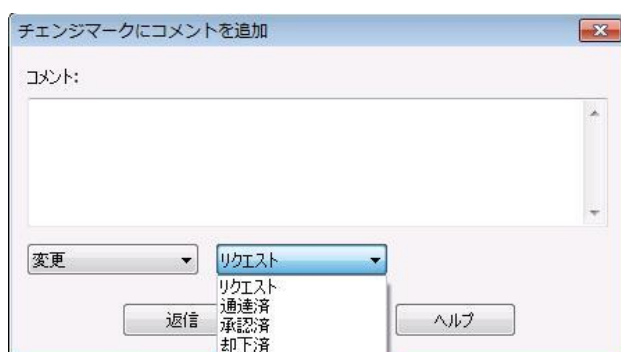 チェンジマークにコメントを追加
コメント:
変更
リクエスト
リクエスト
通達済
承認済
却下済
返信
ヘルプ